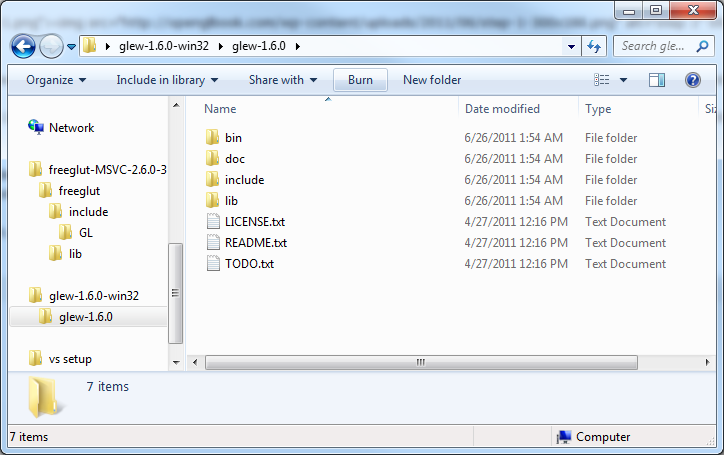 glew-1.6.0-win32 glew-1.6.0 Search gle...
Organize Include in library Share with Burn New folder
Name Date modified Type
Network
freeglut-MSVC-2.6.0-3
freeglut
include
GL
lib
glew-1.6.0-win32
glew-1.6.0
vs setup
bin 6/26/2011 1:54 AM File folder
doc 6/26/2011 1:54 AM File folder
include 6/26/2011 1:54 AM File folder
lib 6/26/2011 1:54 AM File folder
LICENSE.txt 4/27/2011 12:16 PM Text Document
README.txt 4/27/2011 12:16 PM Text Document
TODO.txt 4/27/2011 12:16 PM Text Document
7 items
7 items Computer